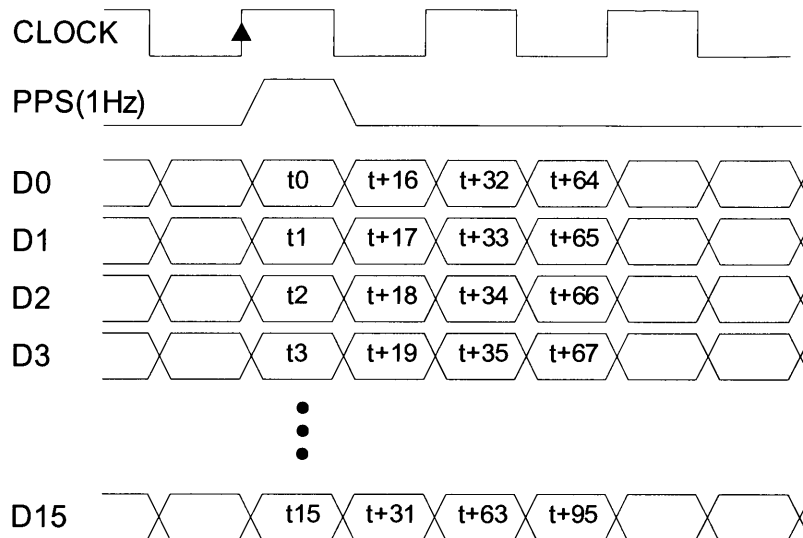 CLOCK
PPS(1Hz)
D0 t0 t+16 t+32 t+64
D1 t1 t+17 t+33 t+65
D2 t2 t+18 t+34 t+66
D3 t3 t+19 t+35 t+67
D15 t15 t+31 t+63 t+95